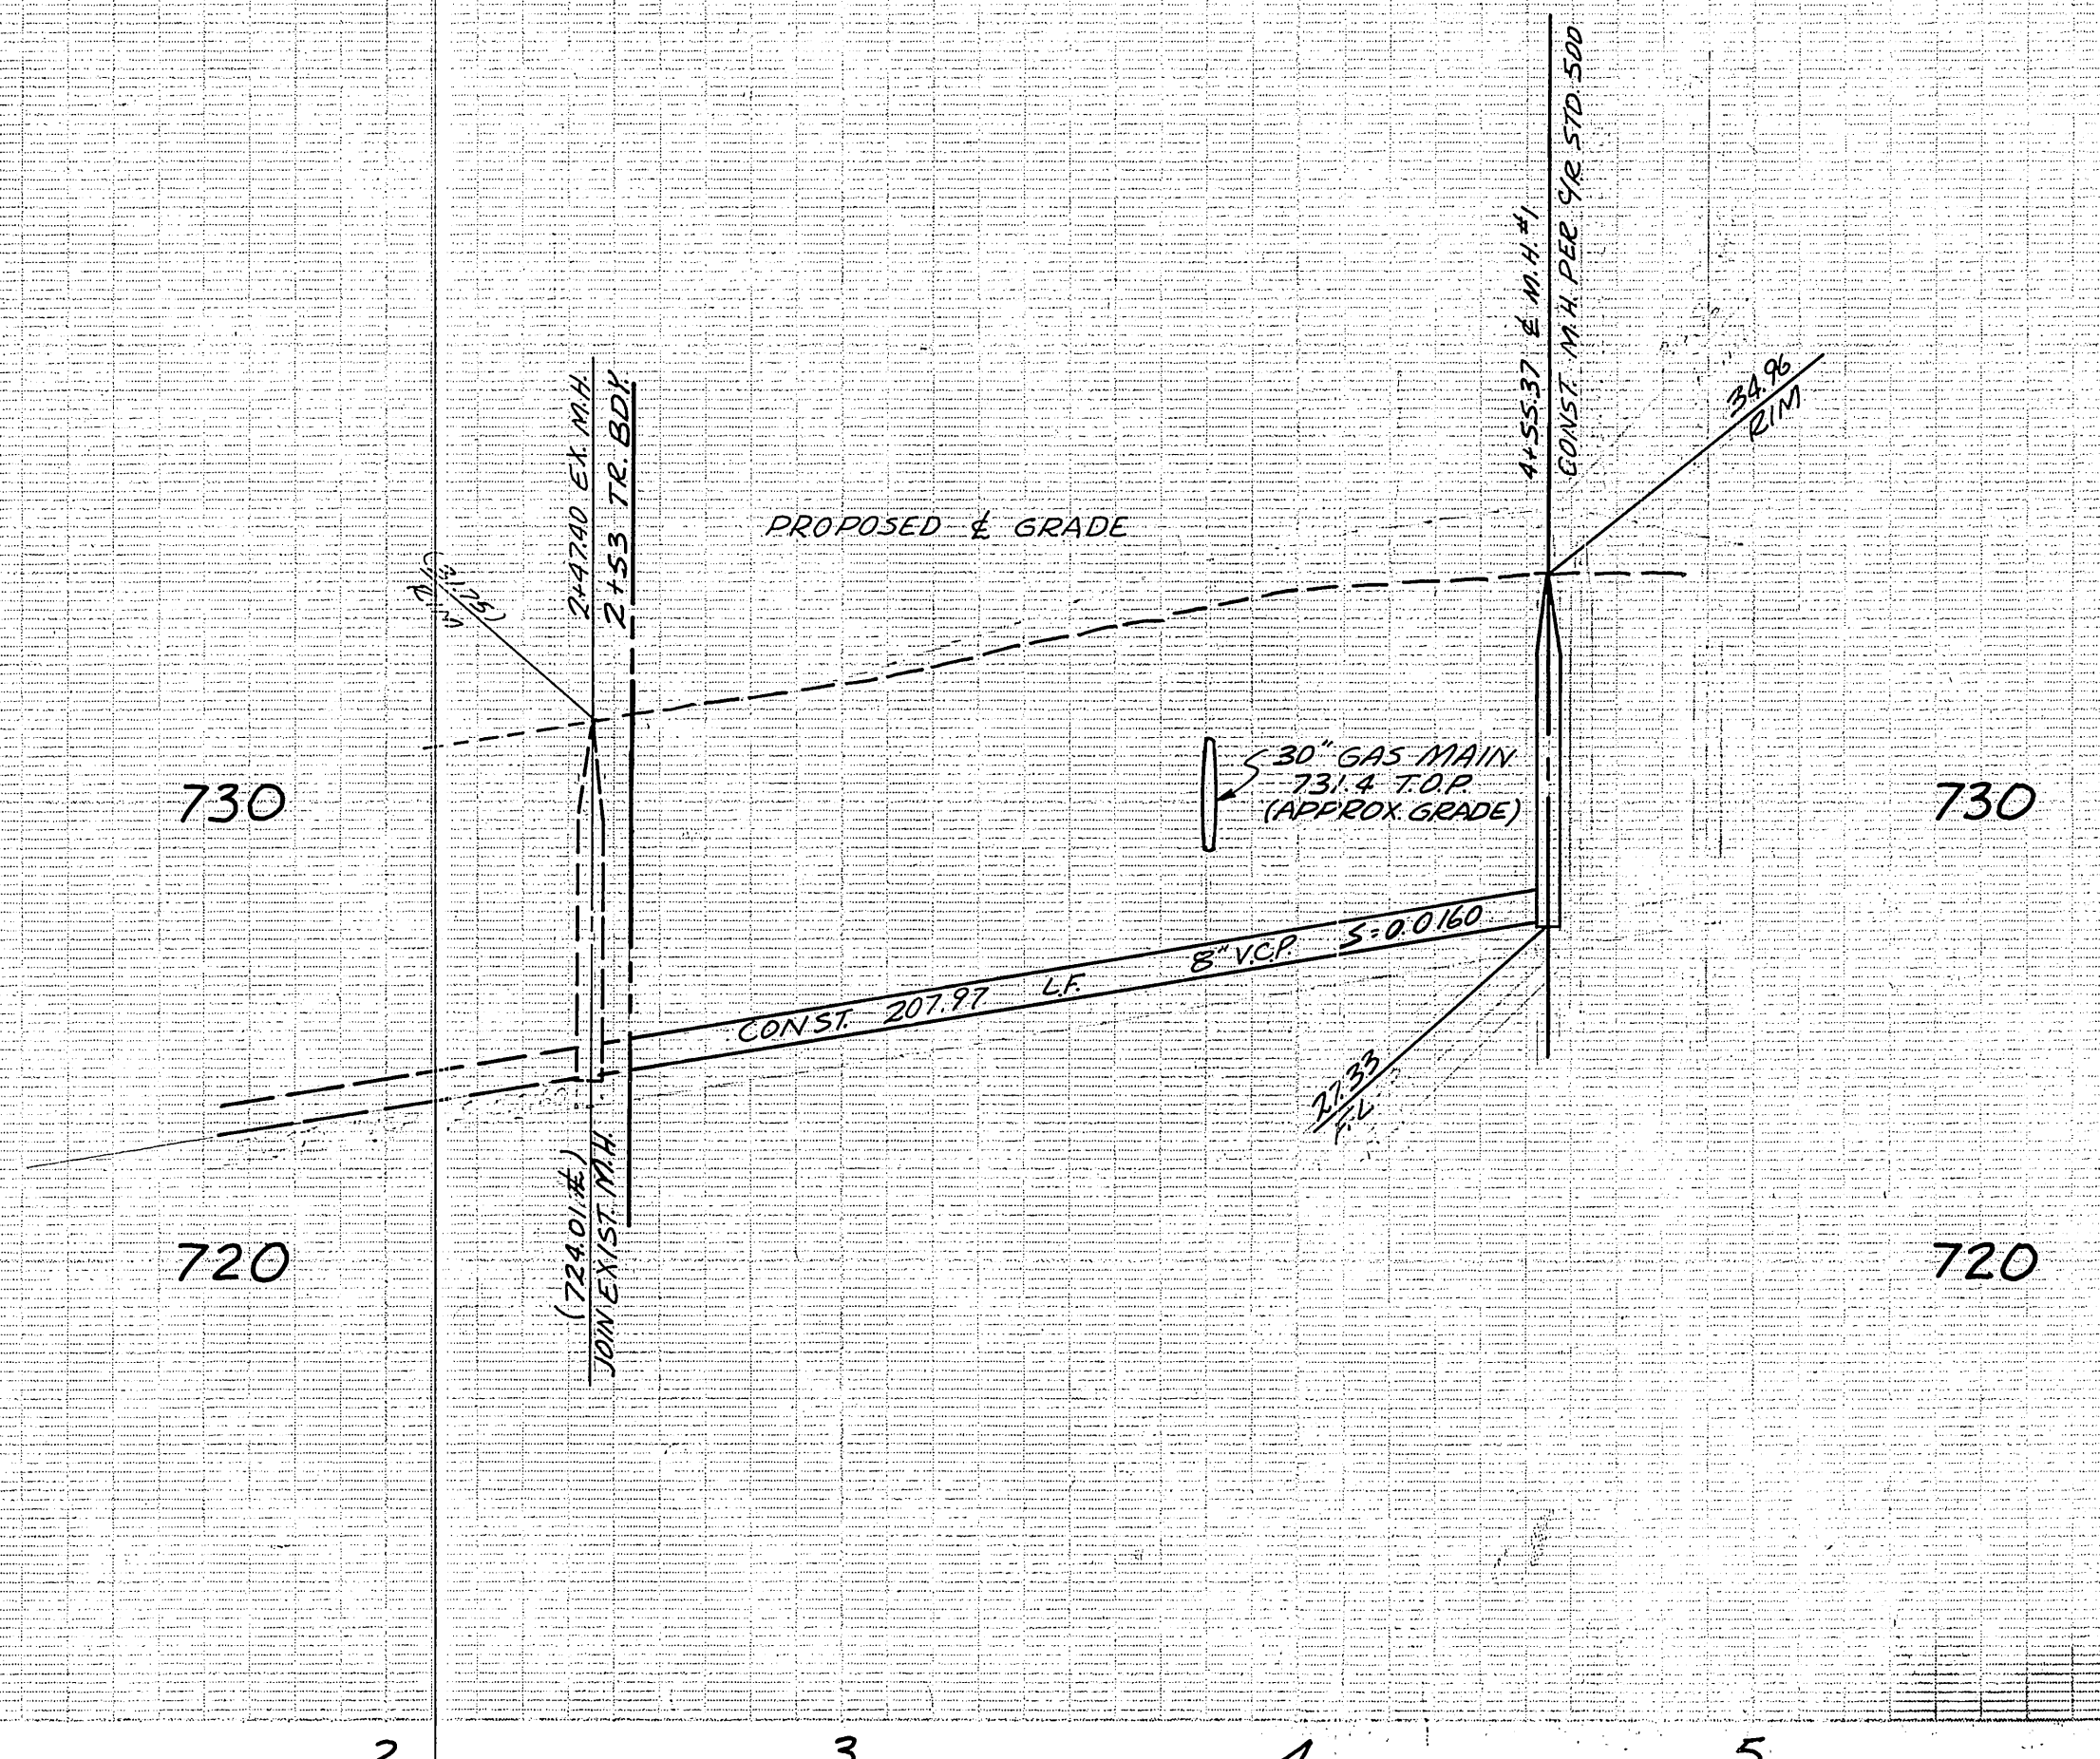 4+55.37 ℄ M.H. #1
CONST. M.H. PER C/R STD. 500
34.96
RIM
2+47.40 EX. M.H.
2+53 TR. BDY.
PROPOSED ℄ GRADE
730
30" GAS MAIN
731.4 T.O.P.
(APPROX. GRADE)
730
CONST. 207.97 L.F. 8" V.C.P. S=0.0160
27.33
F.L.
(724.01
JOIN EXIST. M.H.
720
720
2
3
4
5